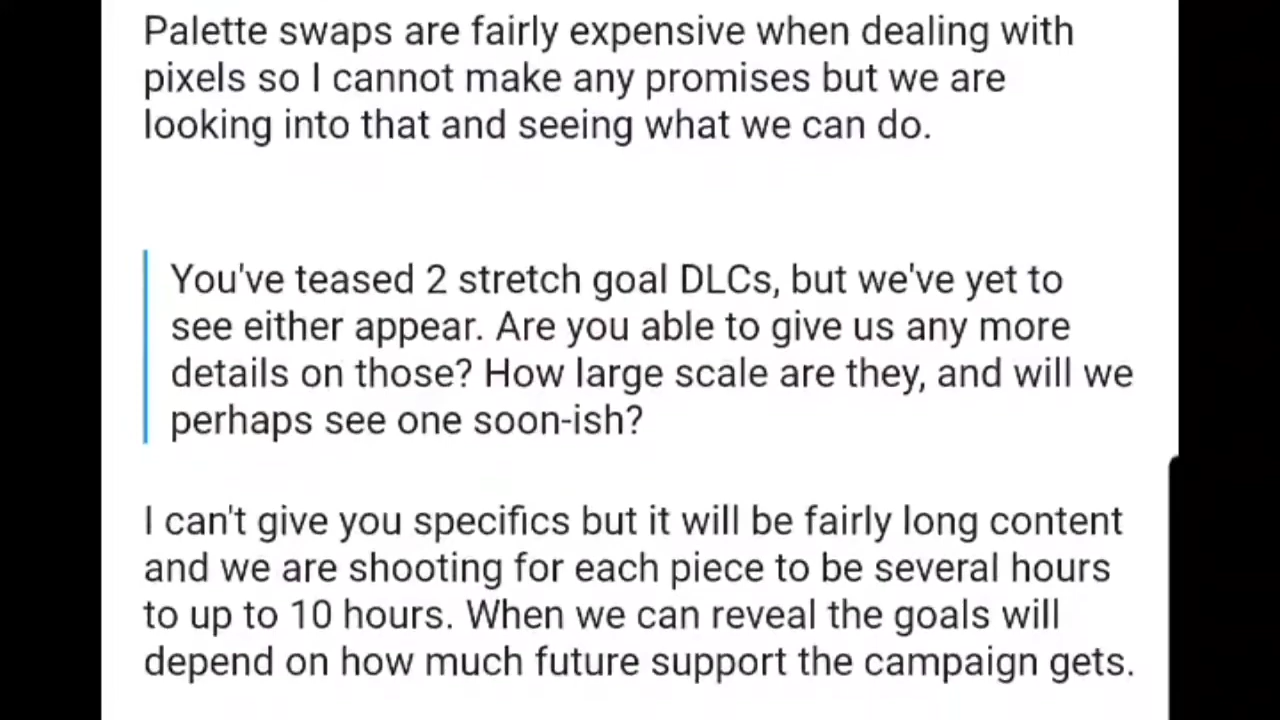 Palette swaps are fairly expensive when dealing with
pixels so I cannot make any promises but we are
looking into that and seeing what we can do.
You've teased 2 stretch goal DLCs, but we've yet to
see either appear. Are you able to give us any more
details on those? How large scale are they, and will we
perhaps see one soon-ish?
I can't give you specifics but it will be fairly long content
and we are shooting for each piece to be several hours
to up to 10 hours. When we can reveal the goals will
depend on how much future support the campaign gets.